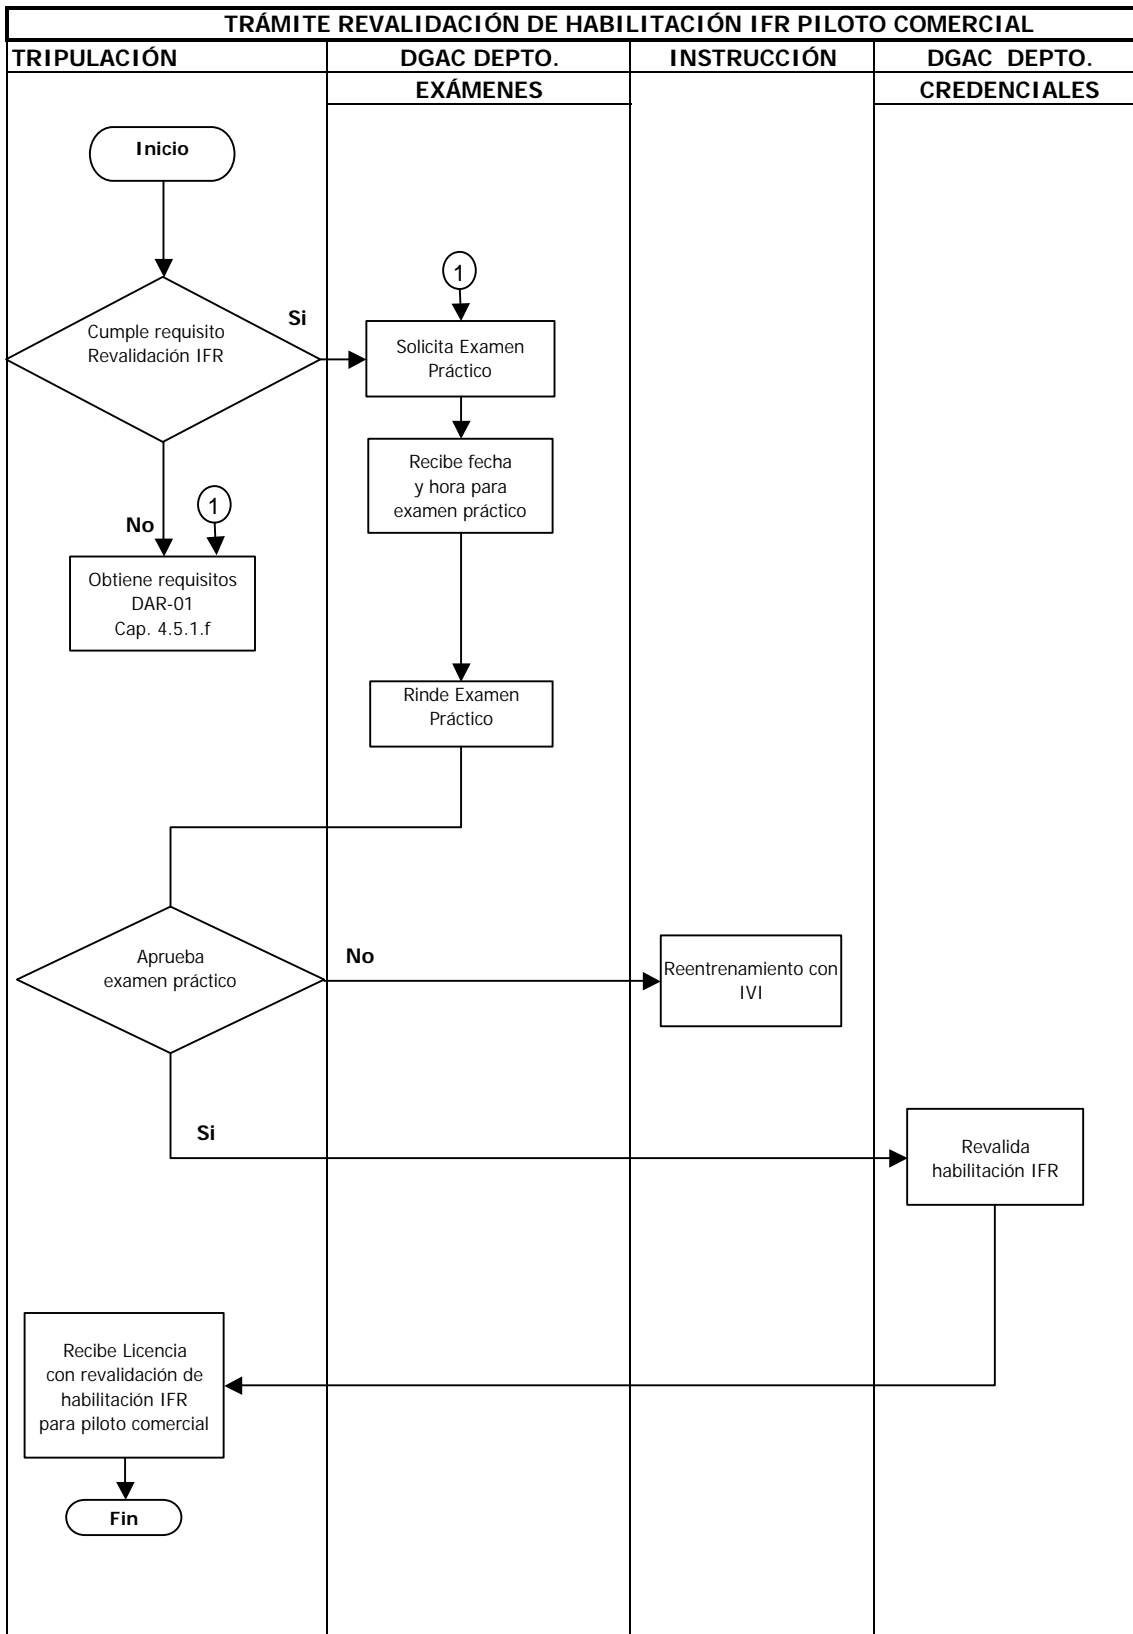 TRÁMITE REVALIDACIÓN DE HABILITACIÓN IFR PILOTO COMERCIAL
TRIPULACIÓN
DGAC DEPTO.
INSTRUCCIÓN
DGAC DEPTO.
EXÁMENES
CREDENCIALES
Inicio
1
Cumple requisito
Revalidación IFR
Si
Solicita Examen
Práctico
Recibe fecha
y hora para
examen práctico
No
1
Obtiene requisitos
DAR-01
Cap. 4.5.1.f
Rinde Examen
Práctico
Aprueba
examen práctico
No
Reentrenamiento con
IVI
Si
Revalida
habilitación IFR
Recibe Licencia
con revalidación de
habilitación IFR
para piloto comercial
Fin